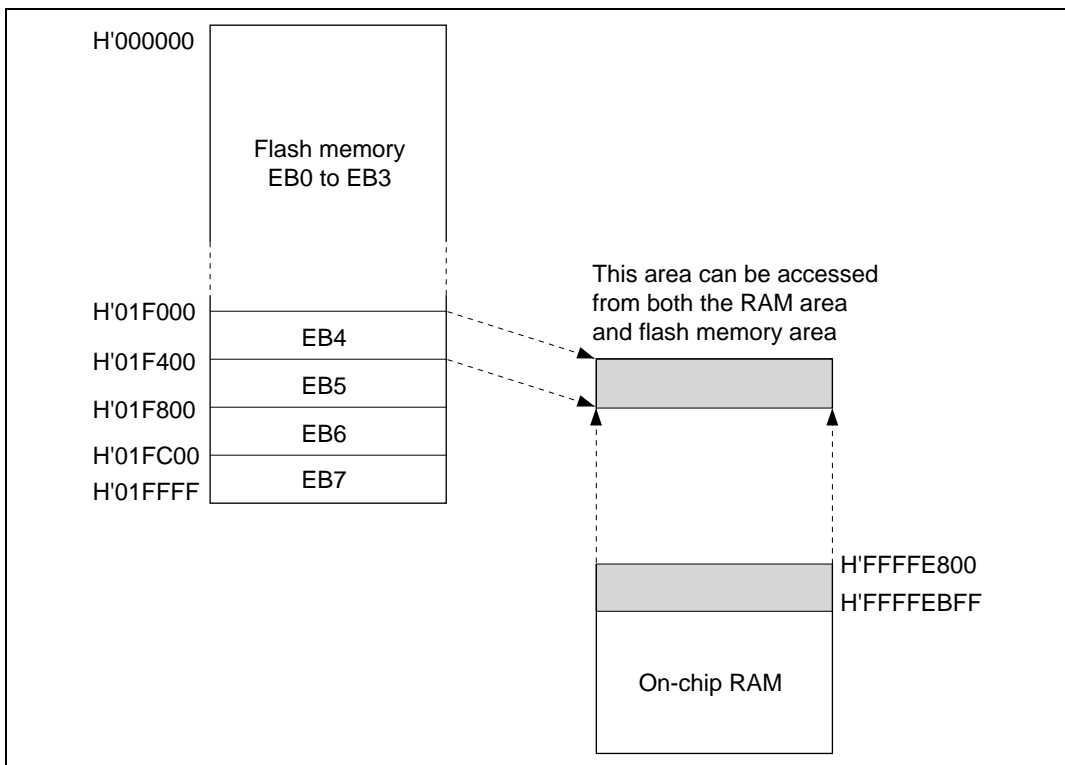 H'000000
Flash memory
EB0 to EB3
H'01F000
EB4
H'01F400
EB5
H'01F800
EB6
H'01FC00
EB7
H'01FFFF
This area can be accessed
from both the RAM area
and flash memory area
H'FFFFE800
H'FFFFEBFF
On-chip RAM